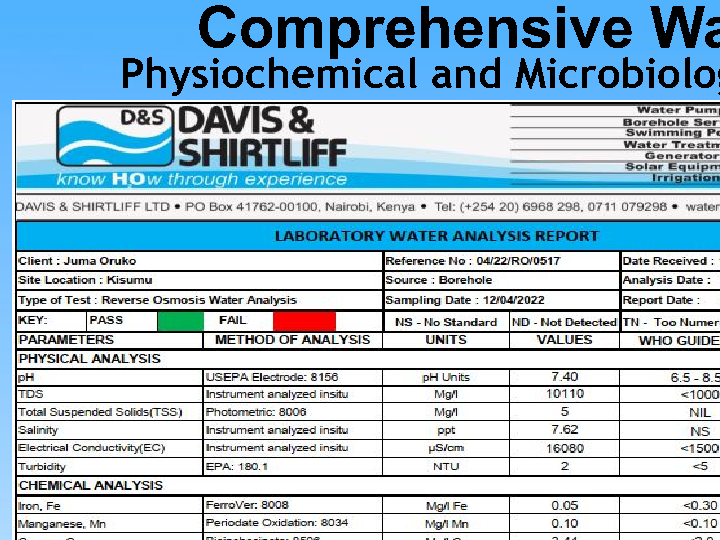 Comprehensive Wa
Physiochemical and Microbiolog
D&S DAVIS &
SHIRTLIFF
know HOw through experience
Water Pump
Borehole Ser
Swimming Po
Water Treatm
Generator
Solar Equipm
Irrigation
DAVIS & SHIRTLIFF LTD • PO Box 41762-00100, Nairobi, Kenya • Tel: (+254 20) 6968 298, 0711 079298 • water
LABORATORY WATER ANALYSIS REPORT
Client : Juma Oruko Reference No : 04/22/RO/0517 Date Received :
Site Location : Kisumu Source : Borehole Analysis Date :
Type of Test : Reverse Osmosis Water Analysis Sampling Date : 12/04/2022 Report Date :
KEY: PASS FAIL NS - No Standard ND - Not Detected TN - Too Numer
PARAMETERS METHOD OF ANALYSIS UNITS VALUES WHO GUIDE
PHYSICAL ANALYSIS
pH USEPA Electrode: 8156 pH Units 7.40 6.5 - 8.5
TDS Instrument analyzed insitu Mg/l 10110 <1000
Total Suspended Solids(TSS) Photometric: 8006 Mg/l 5 NIL
Salinity Instrument analyzed insitu ppt 7.62 NS
Electrical Conductivity(EC) Instrument analyzed insitu µS/cm 16080 <1500
Turbidity EPA: 180.1 NTU 2 <5
CHEMICAL ANALYSIS
Iron, Fe FerroVer: 8008 Mg/l Fe 0.05 <0.30
Manganese, Mn Periodate Oxidation: 8034 Mg/l Mn 0.10 <0.10